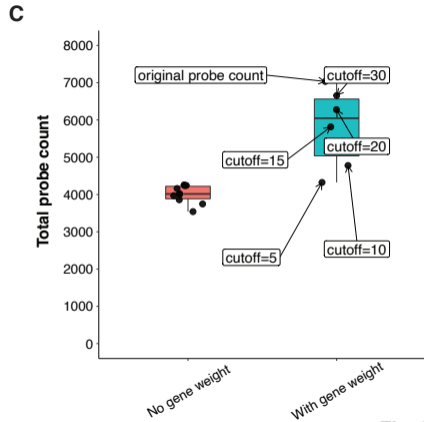 C
Total probe count
8000
7000
6000
5000
4000
3000
2000
1000
0
original probe count
cutoff=30
cutoff=20
cutoff=15
cutoff=10
cutoff=5
No gene weight
With gene weight